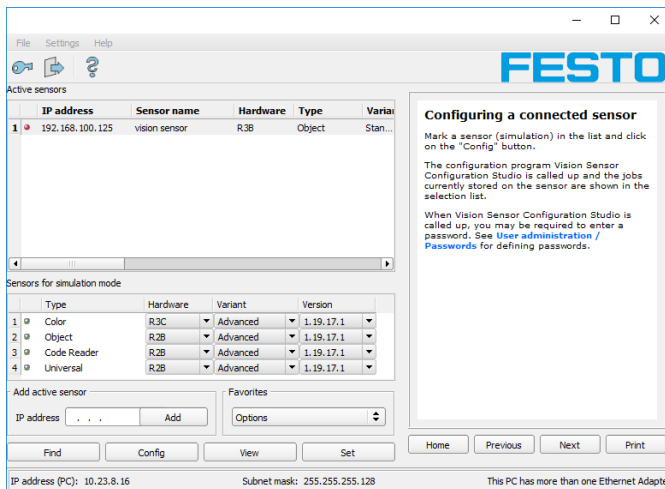 File Settings Help
FESTO
Active sensors
IP address Sensor name Hardware Type Varia
1 192.168.100.125 vision sensor R3B Object Stan...
Sensors for simulation mode
Type Hardware Variant Version
1 Color R3C Advanced 1.19.17.1
2 Object R2B Advanced 1.19.17.1
3 Code Reader R2B Advanced 1.19.17.1
4 Universal R2B Advanced 1.19.17.1
Add active sensor
IP address . . . Add
Favorites
Options
Find Config View Set
Configuring a connected sensor
Mark a sensor (simulation) in the list and click
on the "Config" button.
The configuration program Vision Sensor
Configuration Studio is called up and the jobs
currently stored on the sensor are shown in the
selection list.
When Vision Sensor Configuration Studio is
called up, you may be required to enter a
password. See User administration /
Passwords for defining passwords.
Home Previous Next Print
IP address (PC): 10.23.8.16 Subnet mask: 255.255.255.128 This PC has more than one Ethernet Adapte